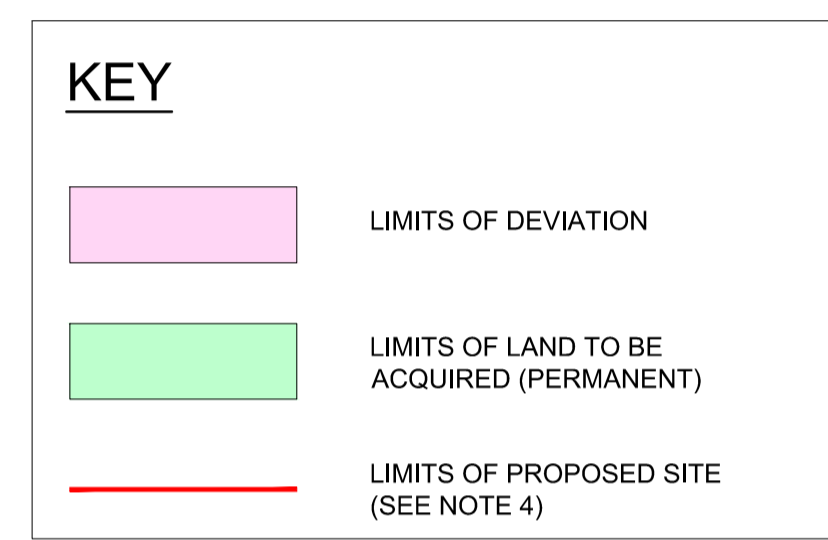 KEY
LIMITS OF DEVIATION
LIMITS OF LAND TO BE
ACQUIRED (PERMANENT)
LIMITS OF PROPOSED SITE
(SEE NOTE 4)